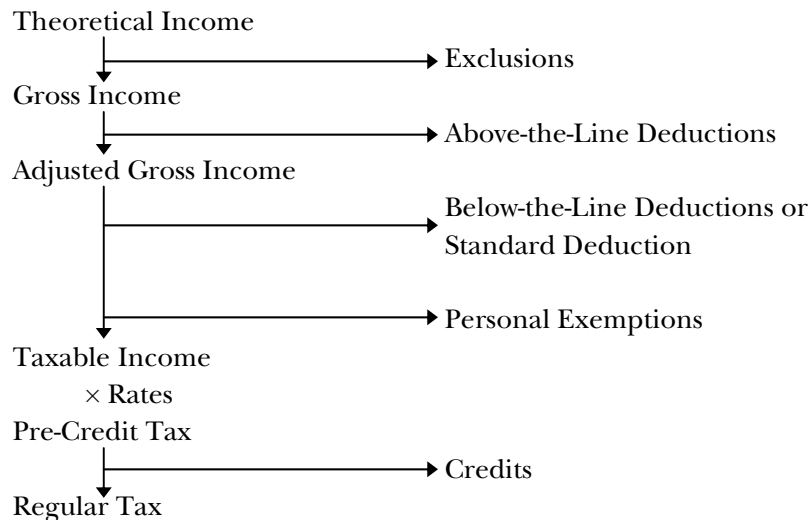 Theoretical Income
Exclusions
Gross Income
Above-the-Line Deductions
Adjusted Gross Income
Below-the-Line Deductions or
Standard Deduction
Personal Exemptions
Taxable Income
× Rates
Pre-Credit Tax
Credits
Regular Tax